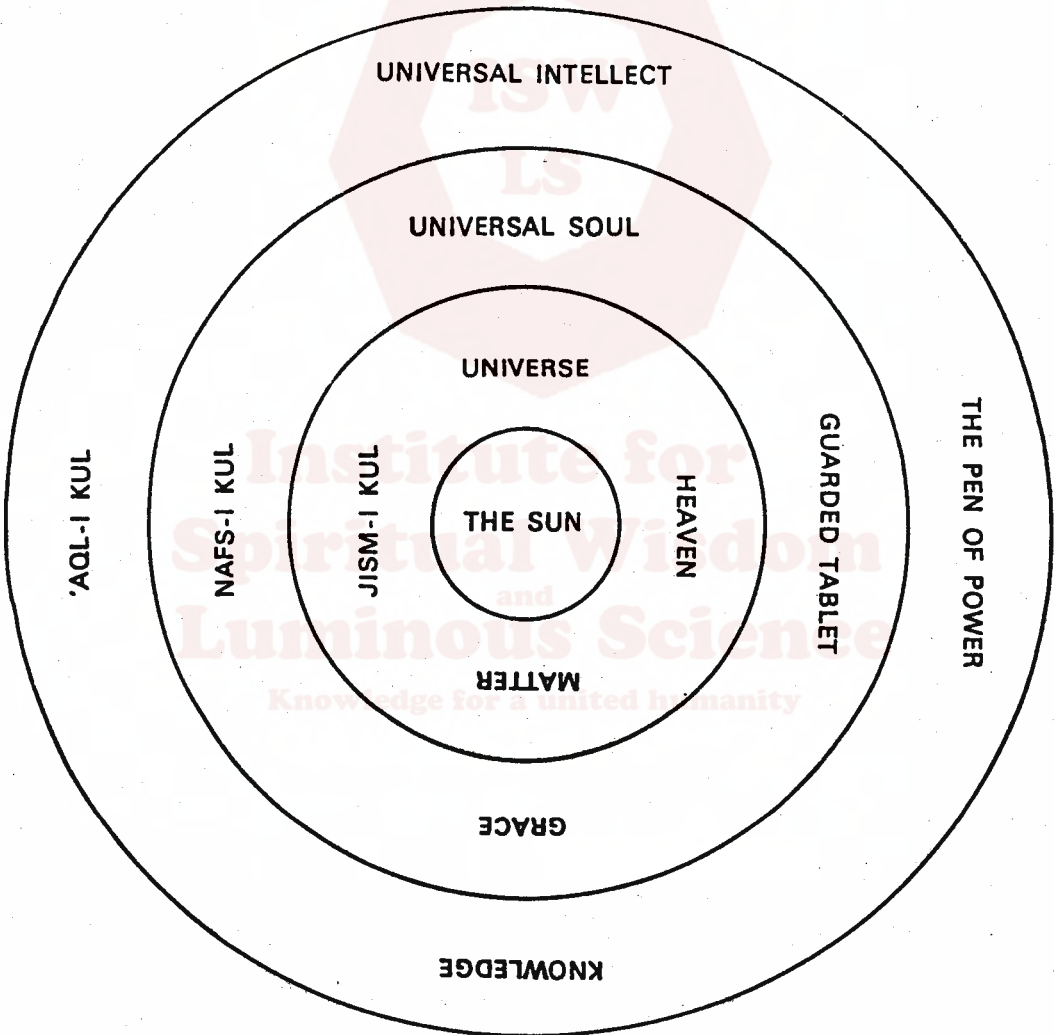 UNIVERSAL INTELLECT
UNIVERSAL SOUL
UNIVERSE
THE SUN
'AQL-I KUL
NAFS-I KUL
JISM-I KUL
HEAVEN
GUARDED TABLET
THE PEN OF POWER
MATTER
GRACE
KNOWLEDGE
ISW
LS
Institute for
Spiritual Wisdom
and
Luminous Science
Knowledge for a united humanity